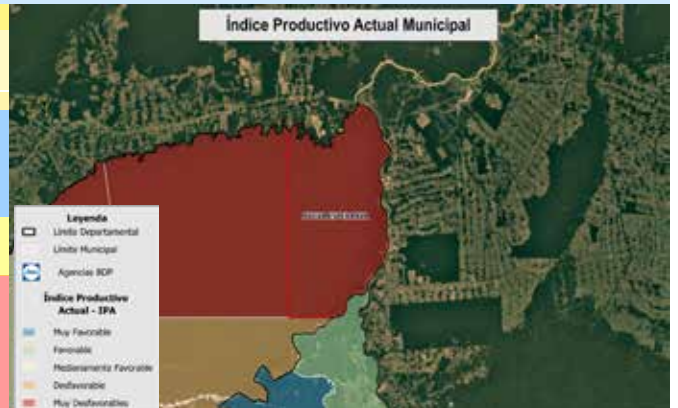 Índice Productivo Actual Municipal
Leyenda
Límite Departamental
Límite Municipal
Agencias BDP
Índice Productivo
Actual - IPA
Muy Favorable
Favorable
Medianamente Favorable
Desfavorable
Muy Desfavorables